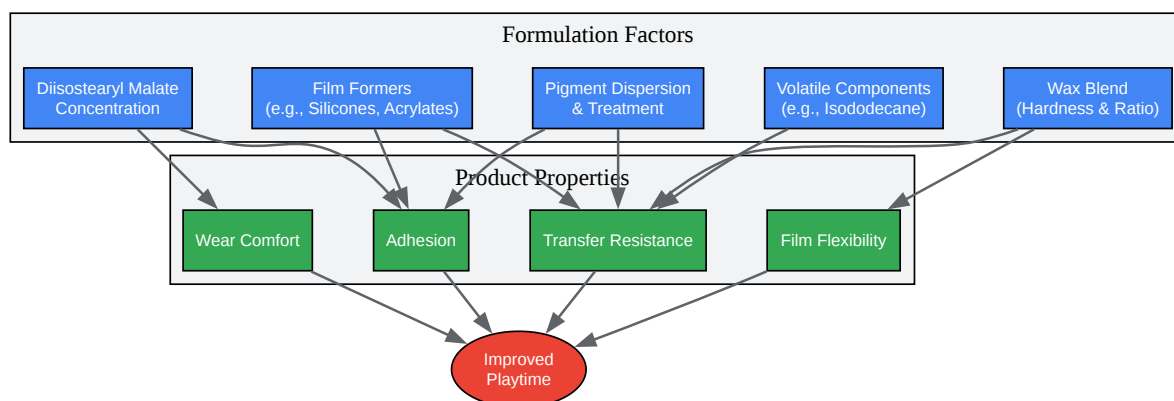 Formulation Factors
Diisostearyl Malate
Concentration
Film Formers
(e.g., Silicones, Acrylates)
Pigment Dispersion
& Treatment
Volatile Components
(e.g., Isododecane)
Wax Blend
(Hardness & Ratio)
Product Properties
Wear Comfort
Adhesion
Transfer Resistance
Film Flexibility
Improved
Playtime